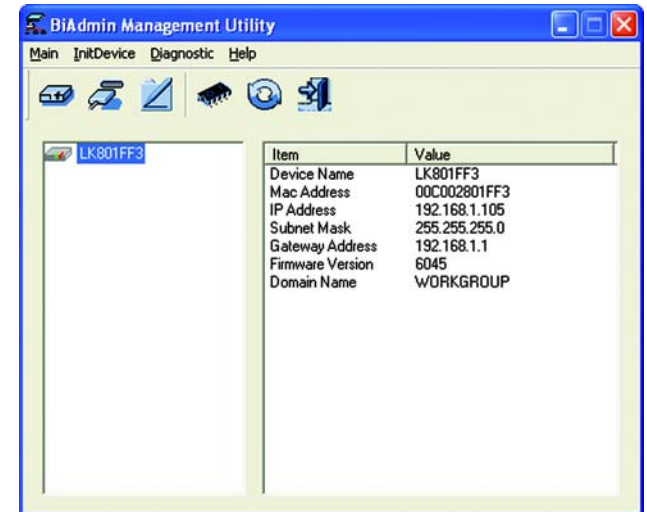 BiAdmin Management Utility
Main InitDevice Diagnostic Help
LK801FF3
Item Value
Device Name LK801FF3
Mac Address 00C002801FF3
IP Address 192.168.1.105
Subnet Mask 255.255.255.0
Gateway Address 192.168.1.1
Firmware Version 6045
Domain Name WORKGROUP